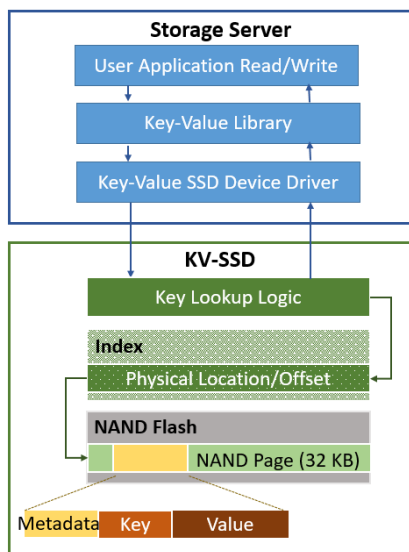 Storage Server
User Application Read/Write
Key-Value Library
Key-Value SSD Device Driver
KV-SSD
Key Lookup Logic
Index
Physical Location/Offset
NAND Flash
NAND Page (32 KB)
Metadata Key Value